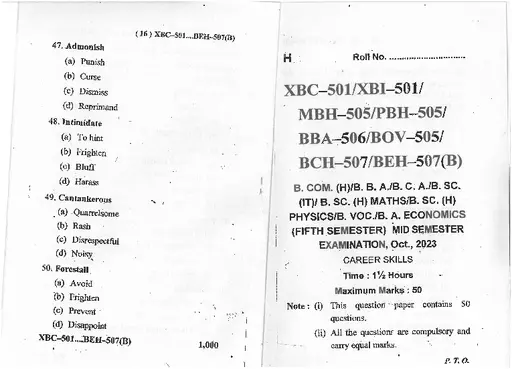 ( 16 ) XBC–501...BEH–507(B)
47. Admonish
(a) Punish
(b) Curse
(c) Dismiss
(d) Reprimand
48. Intimidate
(a) To hint
(b) Frighten
(c) Bluff
(d) Harass
49. Cantankerous
(a) Quarrelsome
(b) Rash
(c) Disrespectful
(d) Noisy
50. Forestall
(a) Avoid
(b) Frighten
(c) Prevent
(d) Disappoint
XBC–501...BEH–507(B) 1,000
H Roll No. ..............................
XBC–501/XBI–501/
MBH–505/PBH–505/
BBA–506/BOV–505/
BCH–507/BEH–507(B)
B. COM. (H)/B. B. A./B. C. A./B. SC.
(IT)/ B. SC. (H) MATHS/B. SC. (H)
PHYSICS/B. VOC./B. A. ECONOMICS
(FIFTH SEMESTER) MID SEMESTER
EXAMINATION, Oct., 2023
CAREER SKILLS
Time : 1½ Hours
Maximum Marks : 50
Note : (i) This question paper contains 50
questions.
(ii) All the questions are compulsory and
carry equal marks.
P. T. O.